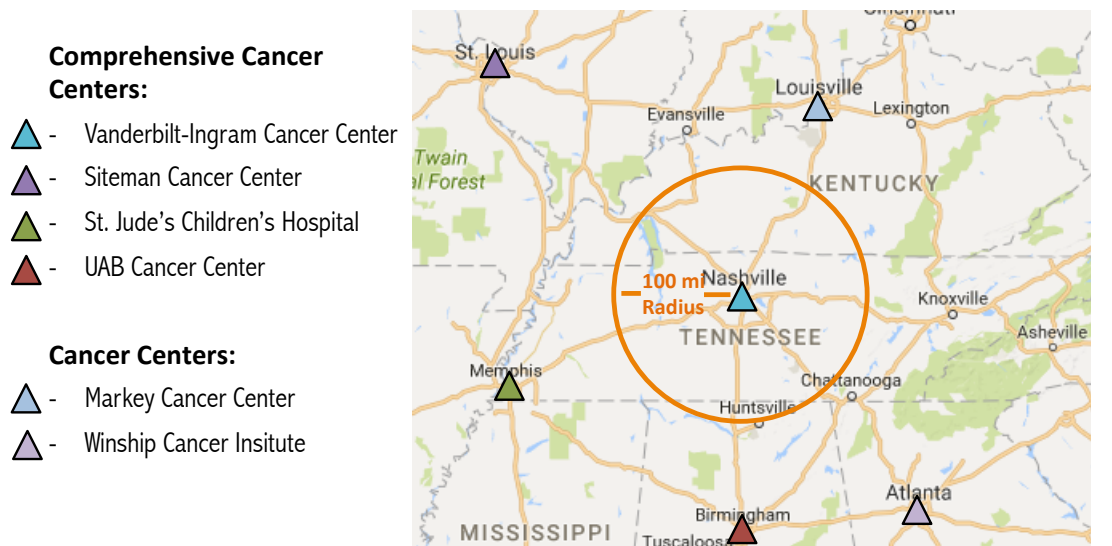 Comprehensive Cancer
Centers:
- Vanderbilt-Ingram Cancer Center
- Siteman Cancer Center
- St. Jude's Children's Hospital
- UAB Cancer Center
Cancer Centers:
- Markey Cancer Center
- Winship Cancer Insitute
Cincinnati
St. Louis
Louisville
Evansville
Lexington
Twain
al Forest
KENTUCKY
Nashville
100 mi
Radius
Knoxville
TENNESSEE
Asheville
Memphis
Chattanooga
Huntsville
Atlanta
Birmingham
MISSISSIPPI
Tuscaloosa